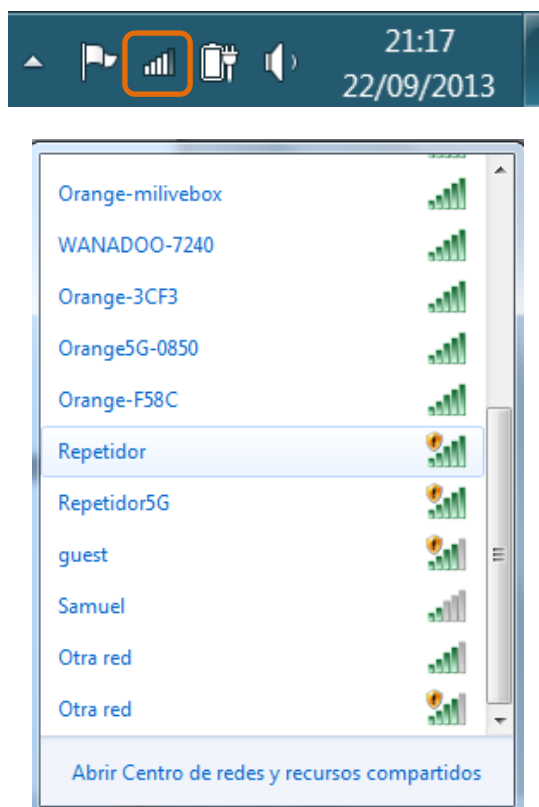 21:17
22/09/2013
Orange-milivebox
WANADOO-7240
Orange-3CF3
Orange5G-0850
Orange-F58C
Repetidor
Repetidor5G
guest
Samuel
Otra red
Otra red
Abrir Centro de redes y recursos compartidos